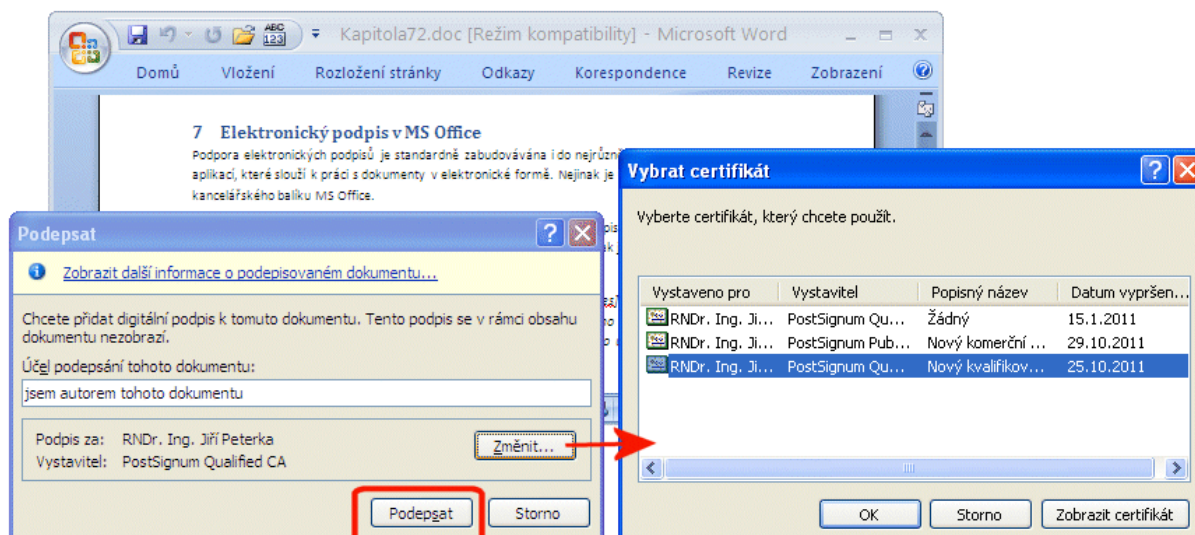 ABC
123
Kapitola72.doc [Režim kompatibility] - Microsoft Word
Domů Vložení Rozložení stránky Odkazy Korespondence Revize Zobrazení
7 Elektronický podpis v MS Office
Podpora elektronických podpisů je standardně zabudovávána i do
aplikací, které slouží k práci s dokumenty v elektronické formě. Nejinak je
kancelářského balíku MS Office.
Podepsat
Zobrazit další informace o podepisovaném dokumentu...
Chcete přidat digitální podpis k tomuto dokumentu. Tento podpis se v rámci obsahu
dokumentu nezobrazí.
Účel podepsání tohoto dokumentu:
jsem autorem tohoto dokumentu
Podpis za: RNDr. Ing. Jiří Peterka
Vystavitel: PostSignum Qualified CA
Změnit...
Podepsat Storno
Vybrat certifikát
Vyberte certifikát, který chcete použít.
Vystaveno pro Vystavitel Popisný název Datum vypršen...
RNDr. Ing. Ji... PostSignum Qu... Žádný 15.1.2011
RNDr. Ing. Ji... PostSignum Pub... Nový komerční ... 29.10.2011
RNDr. Ing. Ji... PostSignum Qu... Nový kvalifikov... 25.10.2011
OK Storno Zobrazit certifikát